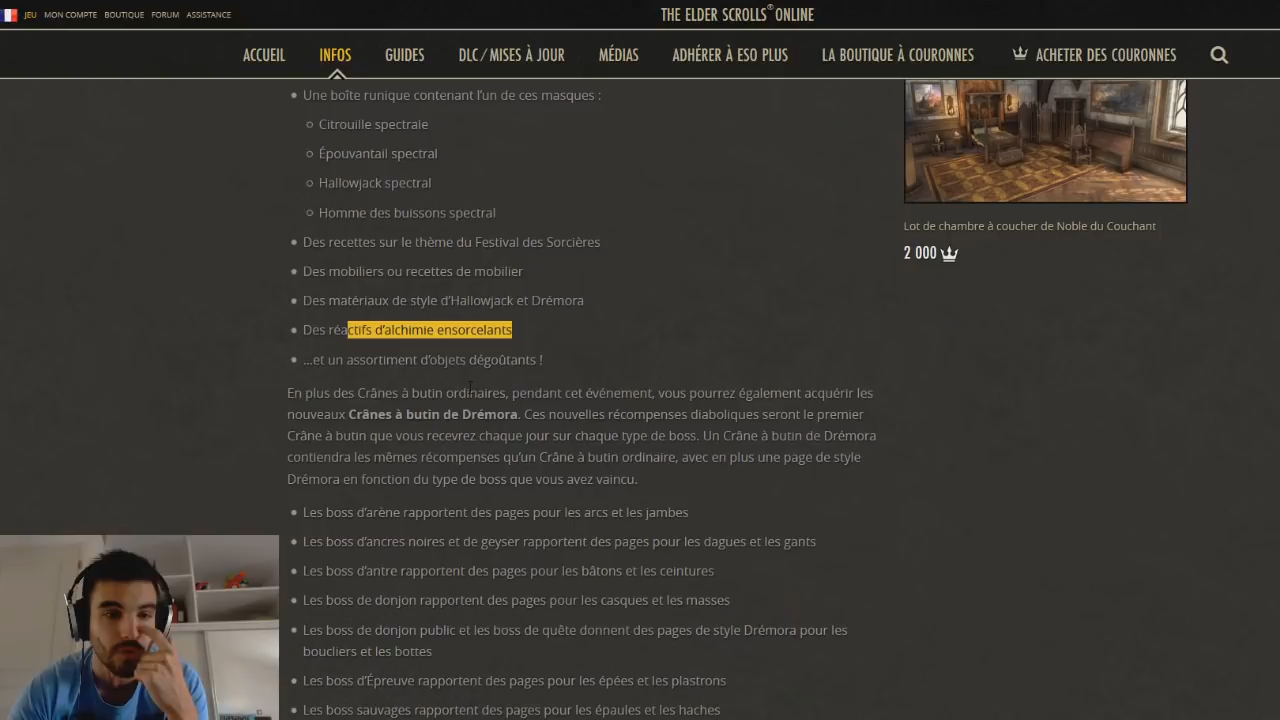 JEU MON COMPTE BOUTIQUE FORUM ASSISTANCE
THE ELDER SCROLLS® ONLINE
ACCUEIL INFOS GUIDES DLC / MISES À JOUR MÉDIAS ADHÉRER À ESO PLUS LA BOUTIQUE À COURONNES ACHETER DES COURONNES
Une boîte runique contenant l’un de ces masques :
Citrouille spectrale
Épouvantail spectral
Hallowjack spectral
Homme des buissons spectral
Des recettes sur le thème du Festival des Sorcières
Des mobiliers ou recettes de mobilier
Des matériaux de style d’Hallowjack et Drémora
Des réactifs d’alchimie ensorcelants
...et un assortiment d’objets dégoûtants !
En plus des Crânes à butin ordinaires, pendant cet événement, vous pourrez également acquérir les
nouveaux Crânes à butin de Drémora. Ces nouvelles récompenses diaboliques seront le premier
Crâne à butin que vous recevrez chaque jour sur chaque type de boss. Un Crâne à butin de Drémora
contiendra les mêmes récompenses qu’un Crâne à butin ordinaire, avec en plus une page de style
Drémora en fonction du type de boss que vous avez vaincu.
Les boss d’arène rapportent des pages pour les arcs et les jambes
Les boss d’ancres noires et de geyser rapportent des pages pour les dagues et les gants
Les boss d’antre rapportent des pages pour les bâtons et les ceintures
Les boss de donjon rapportent des pages pour les casques et les masses
Les boss de donjon public et les boss de quête donnent des pages de style Drémora pour les
boucliers et les bottes
Les boss d’Épreuve rapportent des pages pour les épées et les plastrons
Les boss sauvages rapportent des pages pour les épaules et les haches
Lot de chambre à coucher de Noble du Couchant
2 000